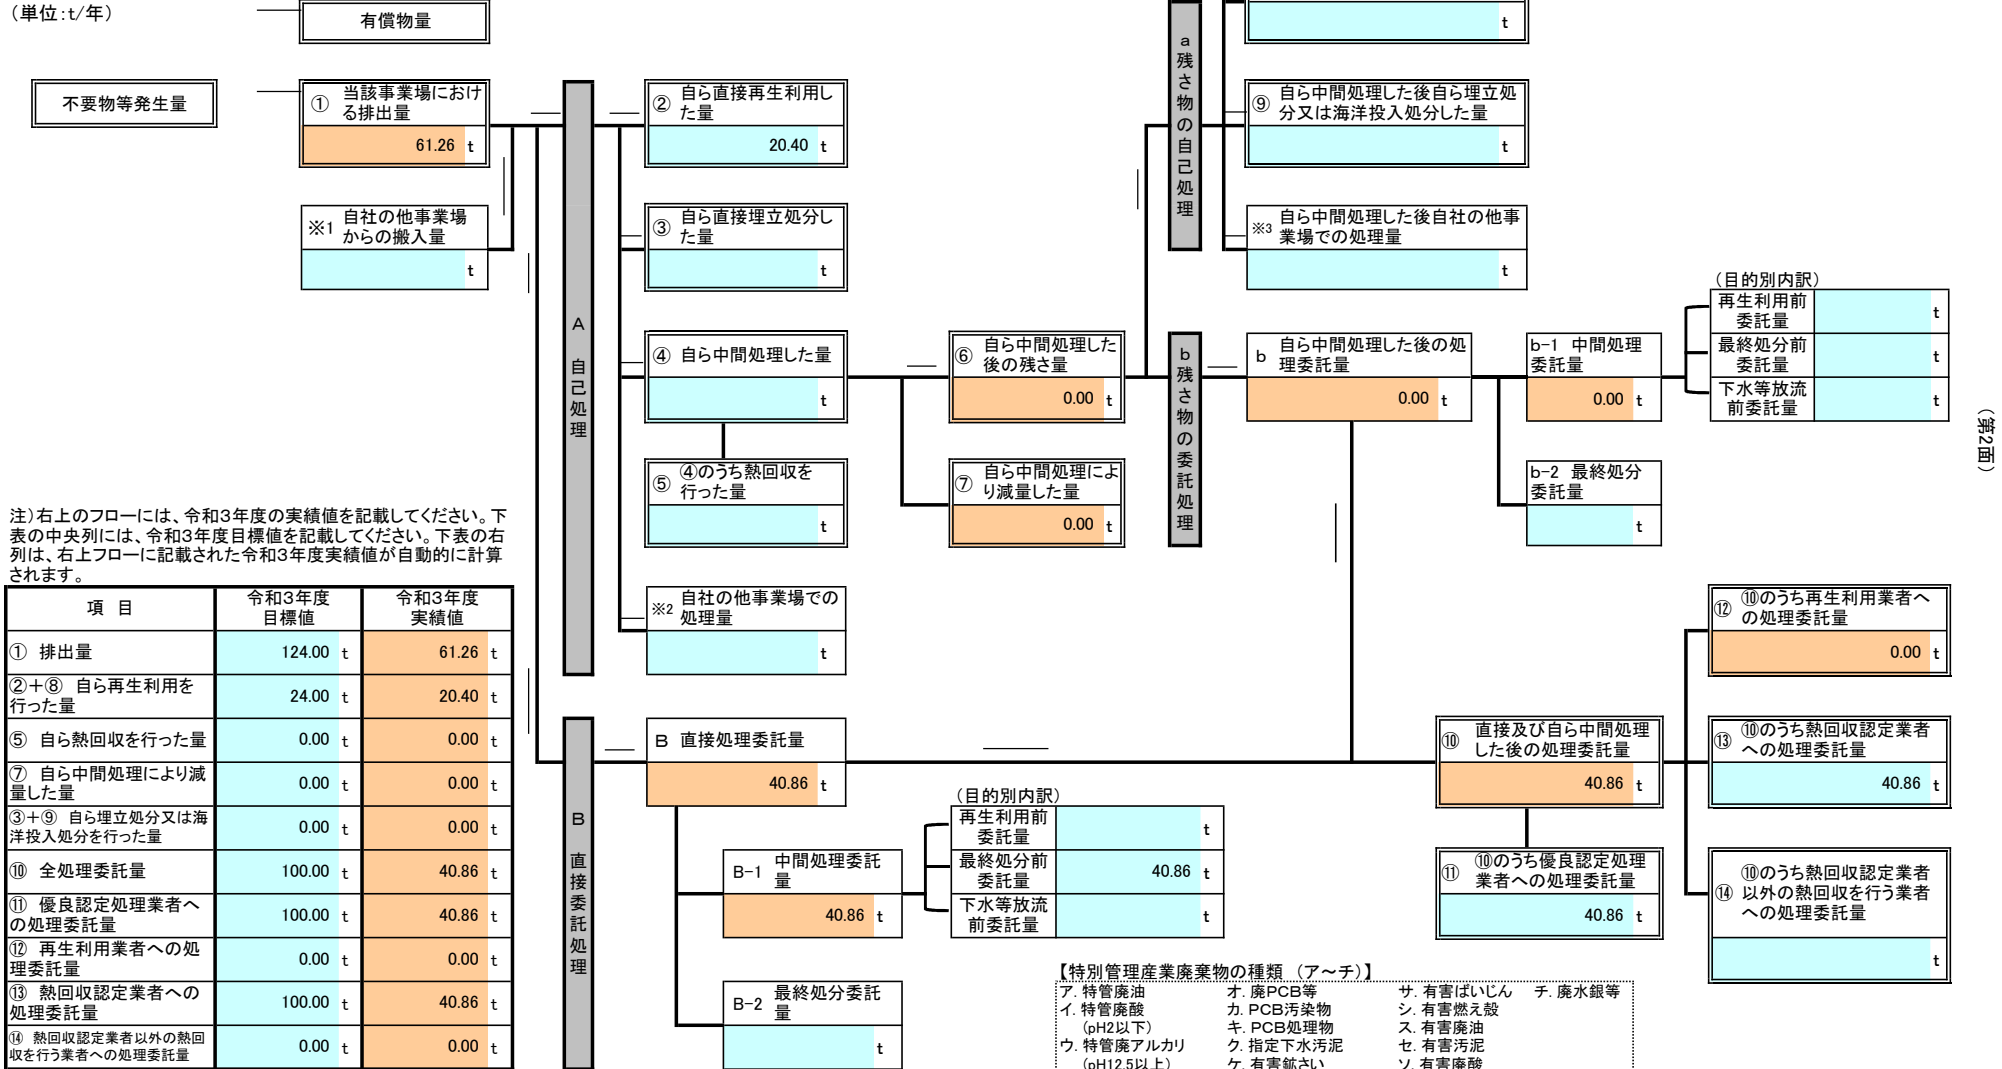 （単位：t/年）
有償物量
t
不要物等発生量
① 当該事業場におけ
る排出量
61.26 t
※1 自社の他事業場
からの搬入量
t
A 自己処理
② 自ら直接再生利用し
た量
20.40 t
③ 自ら直接埋立処分し
た量
t
④ 自ら中間処理した量
t
⑤ ④のうち熱回収を
行った量
t
※2 自社の他事業場での
処理量
t
⑥ 自ら中間処理した
後の残さ量
0.00 t
⑦ 自ら中間処理によ
り減量した量
0.00 t
a 残さ物の自己処理
⑨ 自ら中間処理した後自ら埋立処
分又は海洋投入処分した量
t
※3 自ら中間処理した後自社の他事
業場での処理量
t
b 残さ物の委託処理
b 自ら中間処理した後の処
理委託量
0.00 t
b-1 中間処理
委託量
0.00 t
b-2 最終処分
委託量
t
（目的別内訳）
再生利用前
委託量 t
最終処分前
委託量 t
下水等放流
前委託量 t
（第2面）
注）右上のフローには、令和3年度の実績値を記載してください。下
表の中央列には、令和3年度目標値を記載してください。下表の右
列は、右上フローに記載された令和3年度実績値が自動的に計算
されます。
項 目 令和3年度目標値 令和3年度実績値
① 排出量 124.00 t 61.26 t
②＋⑧ 自ら再生利用を
行った量 24.00 t 20.40 t
⑤ 自ら熱回収を行った量 0.00 t 0.00 t
⑦ 自ら中間処理により減
量した量 0.00 t 0.00 t
③＋⑨ 自ら埋立処分又は海
洋投入処分を行った量 0.00 t 0.00 t
⑩ 全処理委託量 100.00 t 40.86 t
⑪ 優良認定処理業者へ
の処理委託量 100.00 t 40.86 t
⑫ 再生利用業者への処
理委託量 0.00 t 0.00 t
⑬ 熱回収認定業者への
処理委託量 100.00 t 40.86 t
⑭ 熱回収認定業者以外の熱回
収を行う業者への処理委託量 0.00 t 0.00 t
B 直接委託処理
B 直接処理委託量
40.86 t
B-1 中間処理委託
量
40.86 t
B-2 最終処分委託
量
t
（目的別内訳）
再生利用前
委託量 t
最終処分前
委託量 40.86 t
下水等放流
前委託量 t
⑩ 直接及び自ら中間処理
した後の処理委託量
40.86 t
⑪ ⑩のうち優良認定処理
業者への処理委託量
40.86 t
⑫ ⑩のうち再生利用業者へ
の処理委託量
0.00 t
⑬ ⑩のうち熱回収認定業者
への処理委託量
40.86 t
⑭ ⑩のうち熱回収認定業者
以外の熱回収を行う業者
への処理委託量
t
【特別管理産業廃棄物の種類 （ア～チ）】
ア. 特管廃油 オ. 廃PCB等 サ. 有害ばいじん チ. 廃水銀等
イ. 特管廃酸 カ. PCB汚染物 シ. 有害燃え殻
（pH2以下） キ. PCB処理物 ス. 有害廃油
ウ. 特管廃アルカリ ク. 指定下水汚泥 セ. 有害汚泥
（pH12.5以上） ケ. 有害鉱さい ソ. 有害廃酸